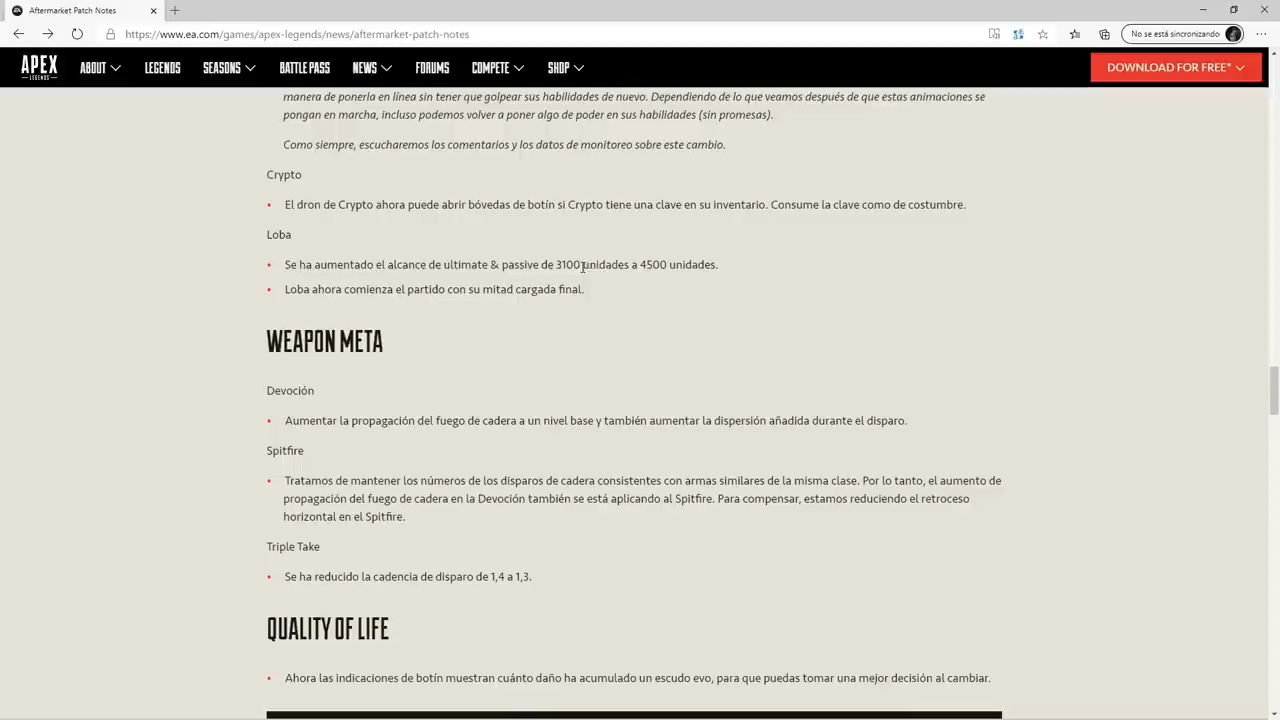 Aftermarket Patch Notes
https://www.ea.com/games/apex-legends/news/aftermarket-patch-notes
No se está sincronizando
APEX
LEGENDS
ABOUT
LEGENDS
SEASONS
BATTLE PASS
NEWS
FORUMS
COMPETE
SHOP
DOWNLOAD FOR FREE*
manera de ponerla en línea sin tener que golpear sus habilidades de nuevo. Dependiendo de lo que veamos después de que estas animaciones se
pongan en marcha, incluso podemos volver a poner algo de poder en sus habilidades (sin promesas).
Como siempre, escucharemos los comentarios y los datos de monitoreo sobre este cambio.
Crypto
• El dron de Crypto ahora puede abrir bóvedas de botín si Crypto tiene una clave en su inventario. Consume la clave como de costumbre.
Loba
• Se ha aumentado el alcance de ultimate & passive de 3100 unidades a 4500 unidades.
• Loba ahora comienza el partido con su mitad cargada final.
WEAPON META
Devoción
• Aumentar la propagación del fuego de cadera a un nivel base y también aumentar la dispersión añadida durante el disparo.
Spitfire
• Tratamos de mantener los números de los disparos de cadera consistentes con armas similares de la misma clase. Por lo tanto, el aumento de
propagación del fuego de cadera en la Devoción también se está aplicando al Spitfire. Para compensar, estamos reduciendo el retroceso
horizontal en el Spitfire.
Triple Take
• Se ha reducido la cadencia de disparo de 1,4 a 1,3.
QUALITY OF LIFE
• Ahora las indicaciones de botín muestran cuánto daño ha acumulado un escudo evo, para que puedas tomar una mejor decisión al cambiar.